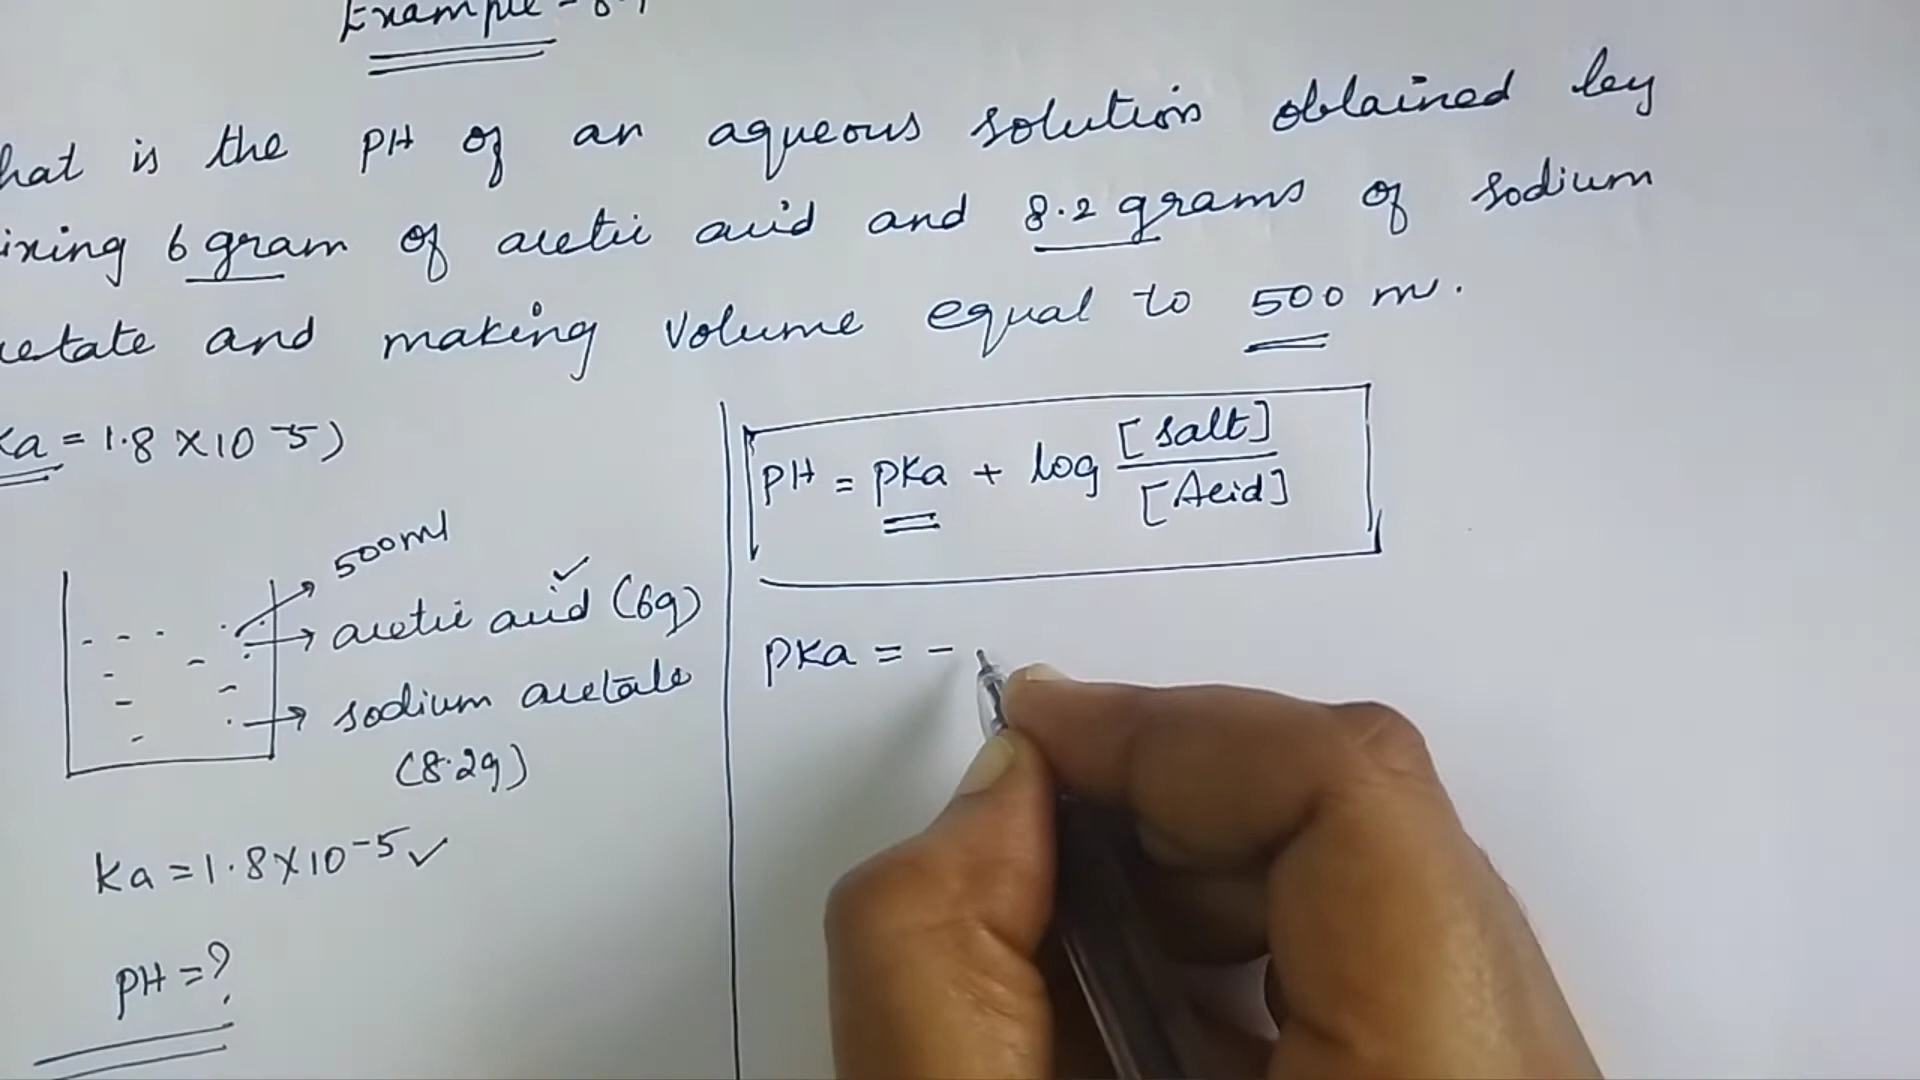 Example -
hat is the PH of an aqueous solution obtained by
ixing 6 gram of acetic acid and 8.2 grams of sodium
cetate and making volume equal to 500 ml.
Ka = 1.8 X 10 -5)
PH = PKa + log [Salt] / [Acid]
500ml
acetic acid (6g)
sodium acetate
(8.2g)
Ka = 1.8 X 10-5 ✓
PH = ?
PKa = -